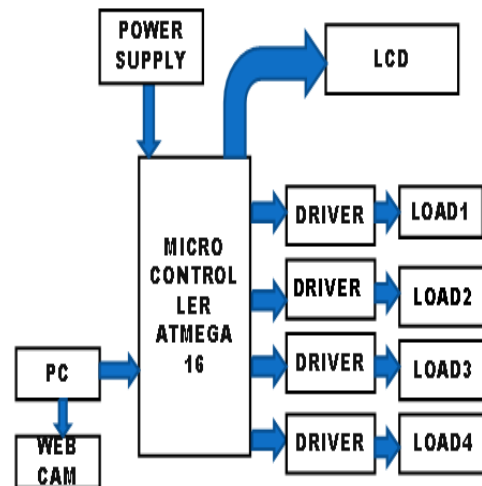 POWER
SUPPLY
LCD
MICRO
CONTROL
LER
ATMEGA
16
DRIVER
LOAD1
DRIVER
LOAD2
DRIVER
LOAD3
DRIVER
LOAD4
PC
WEB
CAM